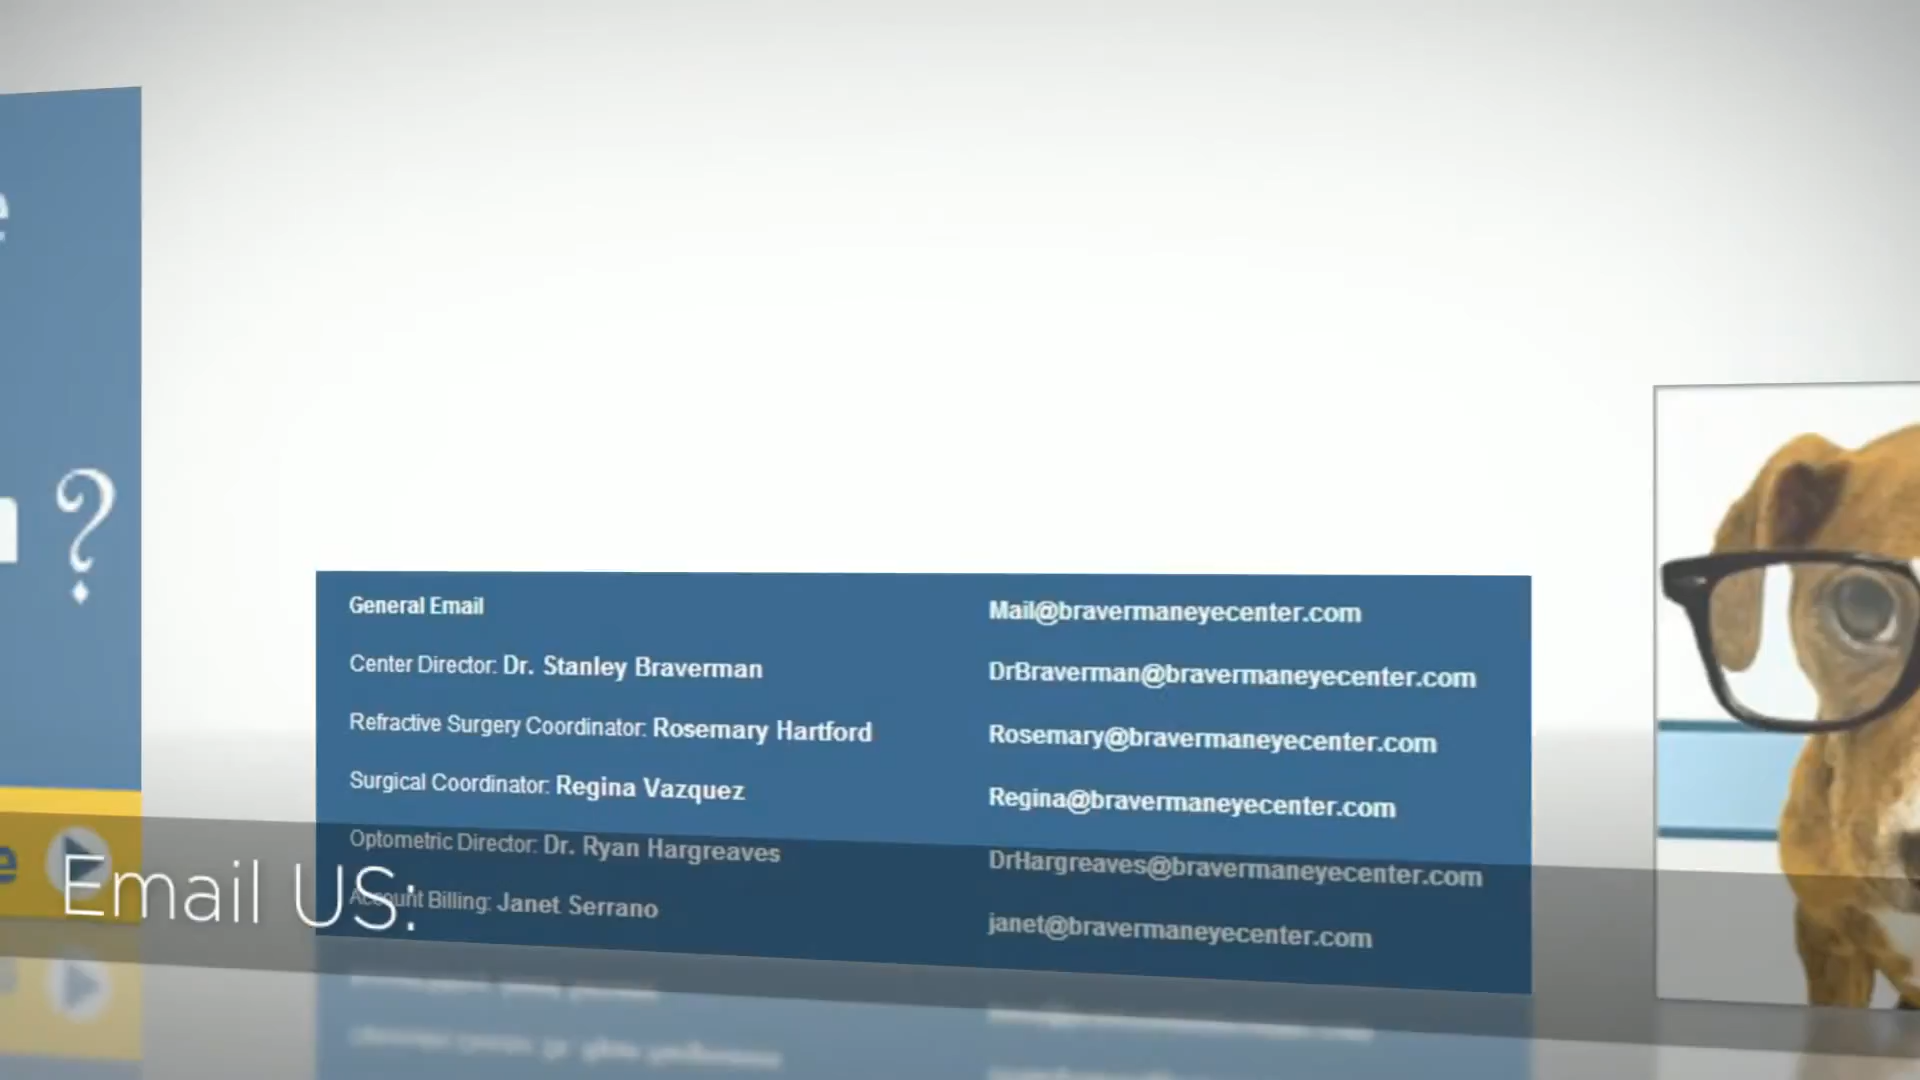 ?
General Email Mail@bravermaneyecenter.com
Center Director: Dr. Stanley Braverman DrBraverman@bravermaneyecenter.com
Refractive Surgery Coordinator: Rosemary Hartford Rosemary@bravermaneyecenter.com
Surgical Coordinator: Regina Vazquez Regina@bravermaneyecenter.com
Optometric Director: Dr. Ryan Hargreaves DrHargreaves@bravermaneyecenter.com
Account Billing: Janet Serrano janet@bravermaneyecenter.com
Email US: